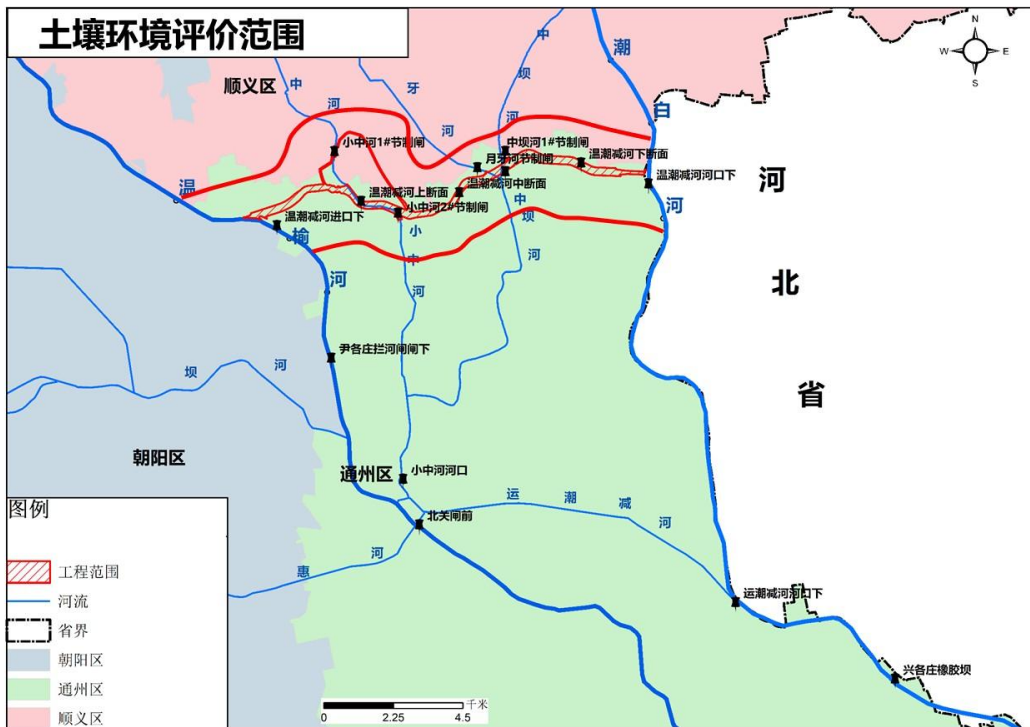 土壤环境评价范围
N
W E
S
顺义区
中
河
牙
河
中
坝
河
潮
白
河
小中河1#节制闸
中坝河1#节制闸
月牙河节制闸
温潮减河下断面
温潮减河河口下
温潮减河上断面
温潮减河中断面
小中河2#节制闸
温潮减河进口下
温
榆
河
小
中
河
中
坝
河
河
北
省
尹各庄拦河闸闸下
坝
河
朝阳区
通州区
小中河河口
北关闸前
运
潮
减
河
惠
河
运潮减河河口下
兴各庄橡胶坝
图例
工程范围
河流
省界
朝阳区
通州区
顺义区
千米
0 2.25 4.5